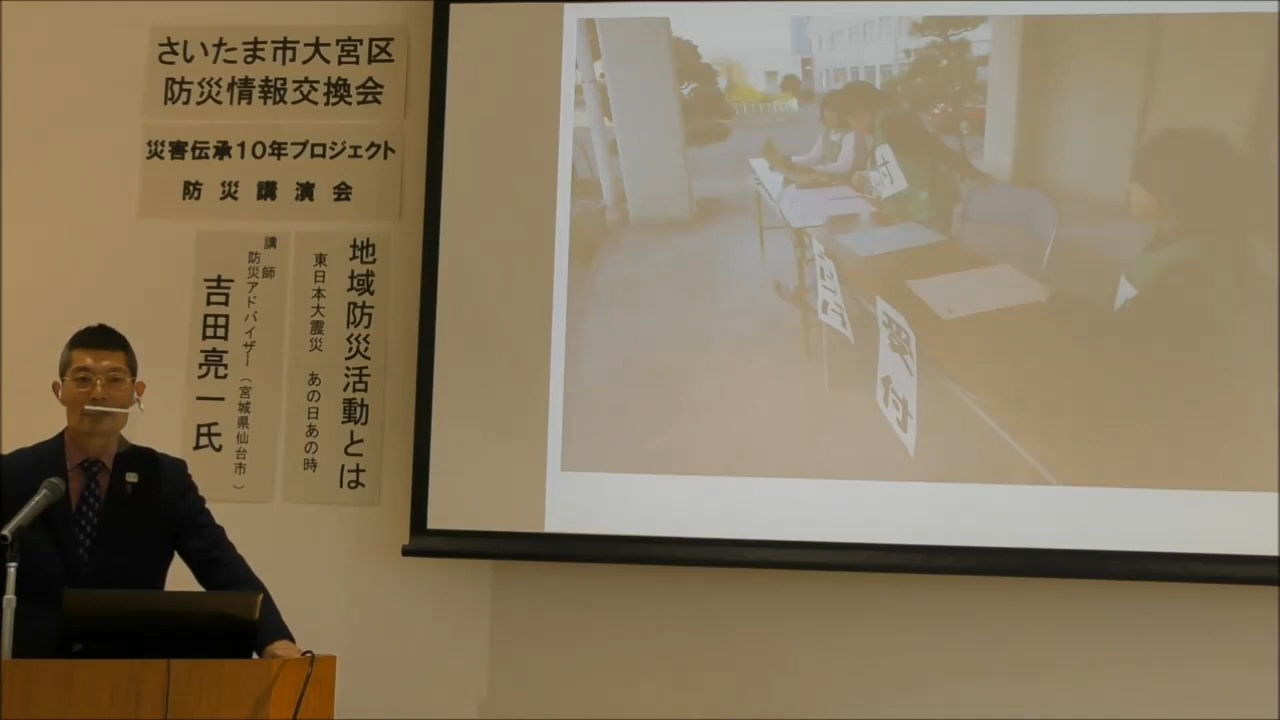 さいたま市大宮区
防災情報交換会
災害伝承10年プロジェクト
防災講演会
地域防災活動とは
東日本大震災 あの日あの時
講師
防災アドバイザー（宮城県仙台市）
吉田亮一氏
付
受付